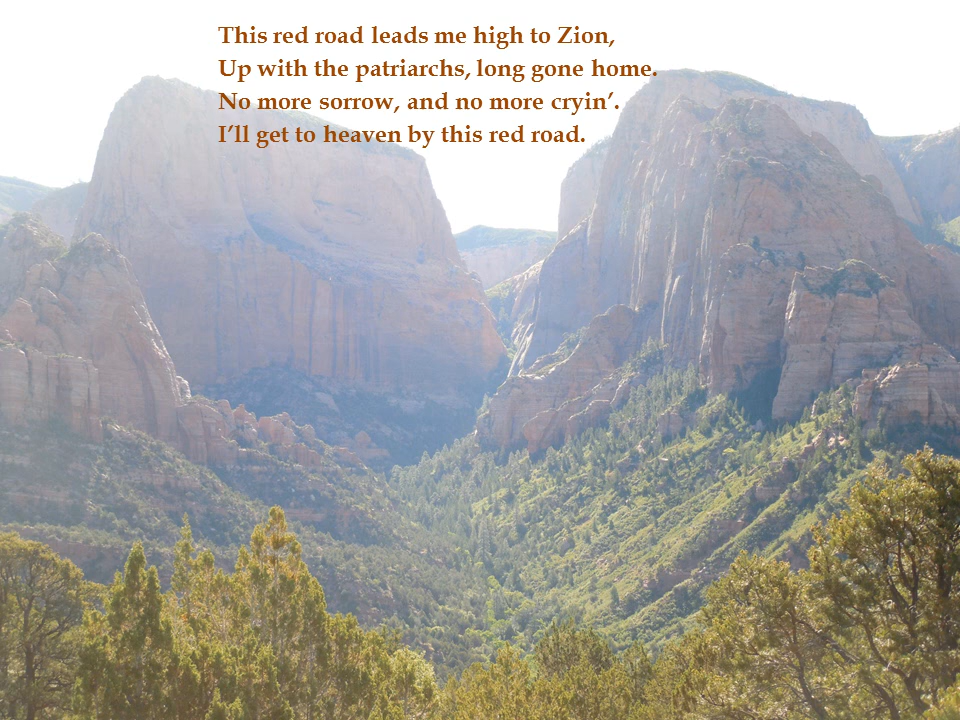 This red road leads me high to Zion,
Up with the patriarchs, long gone home.
No more sorrow, and no more cryin’.
I’ll get to heaven by this red road.